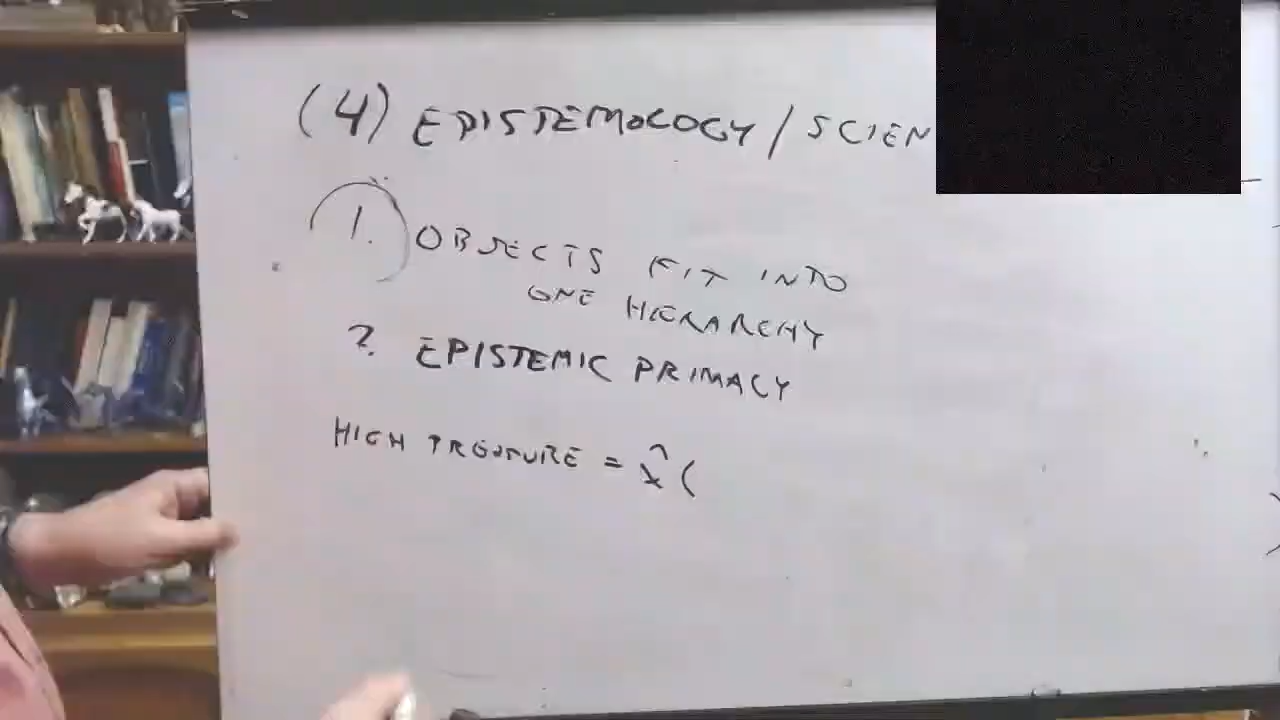 (4) EPISTEMOLOGY / SCIEN
1. OBJECTS FIT INTO
ONE HIERARCHY
2. EPISTEMIC PRIMACY
HIGH PRESSURE = x̂ (